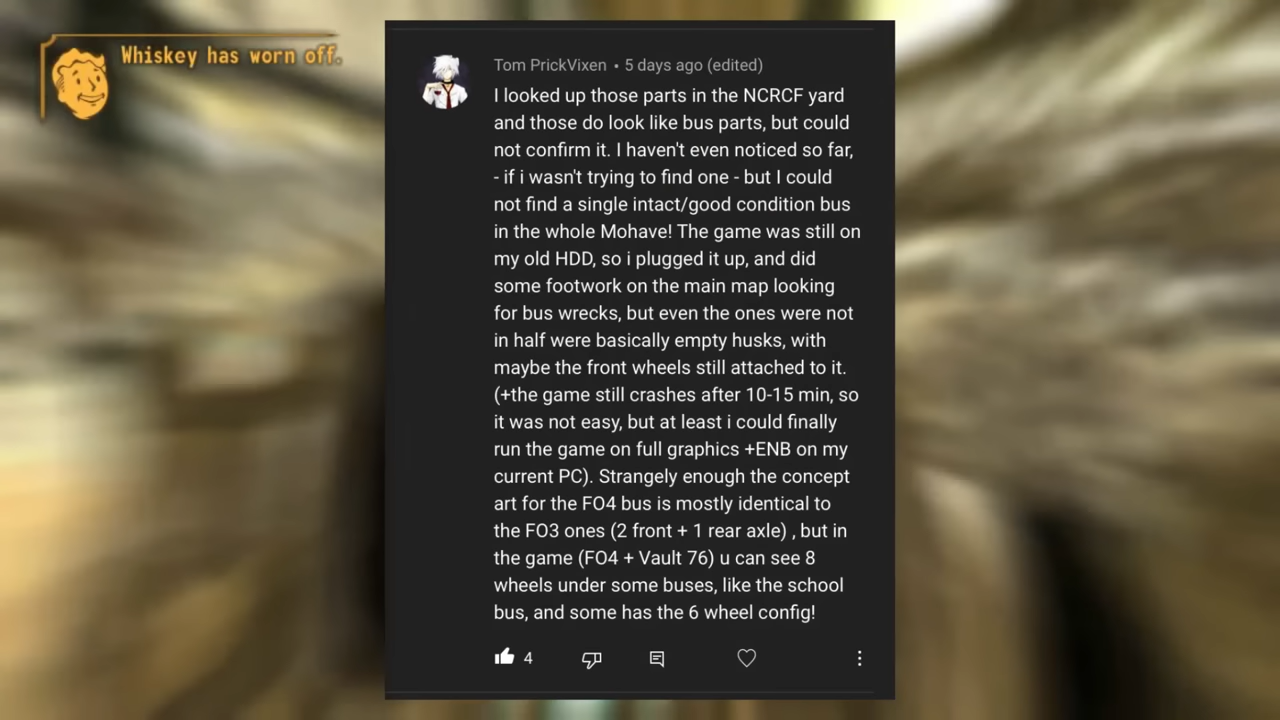 Whiskey has worn off.
Tom PrickVixen • 5 days ago (edited)
I looked up those parts in the NCRCF yard
and those do look like bus parts, but could
not confirm it. I haven't even noticed so far,
- if i wasn't trying to find one - but I could
not find a single intact/good condition bus
in the whole Mohave! The game was still on
my old HDD, so i plugged it up, and did
some footwork on the main map looking
for bus wrecks, but even the ones were not
in half were basically empty husks, with
maybe the front wheels still attached to it.
(+the game still crashes after 10-15 min, so
it was not easy, but at least i could finally
run the game on full graphics +ENB on my
current PC). Strangely enough the concept
art for the FO4 bus is mostly identical to
the FO3 ones (2 front + 1 rear axle) , but in
the game (FO4 + Vault 76) u can see 8
wheels under some buses, like the school
bus, and some has the 6 wheel config!
4